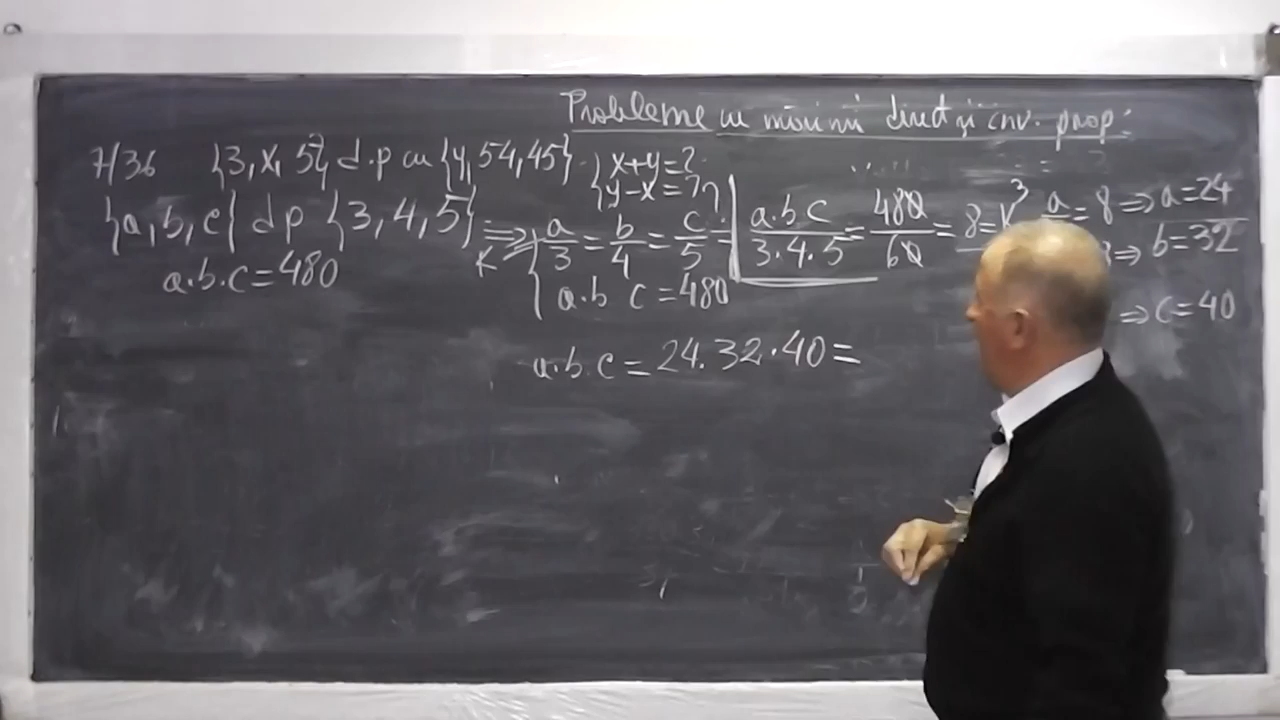 Probleme cu mărimi direct și inv. prop:
7/36 {3, x, 5} d.p cu {y, 54, 45} { x+y=?
{ y-x=?
{a, b, c} dp {3, 4, 5} ⇒ a/3 = b/4 = c/5 = a.b c/3.4.5 = 480/60 = 8 = K³ a = 8 ⇒ a=24
K
⇒ b=32
a.b.c=480 a.b c =480 ⇒ c=40
a.b.c = 24.32.40 =